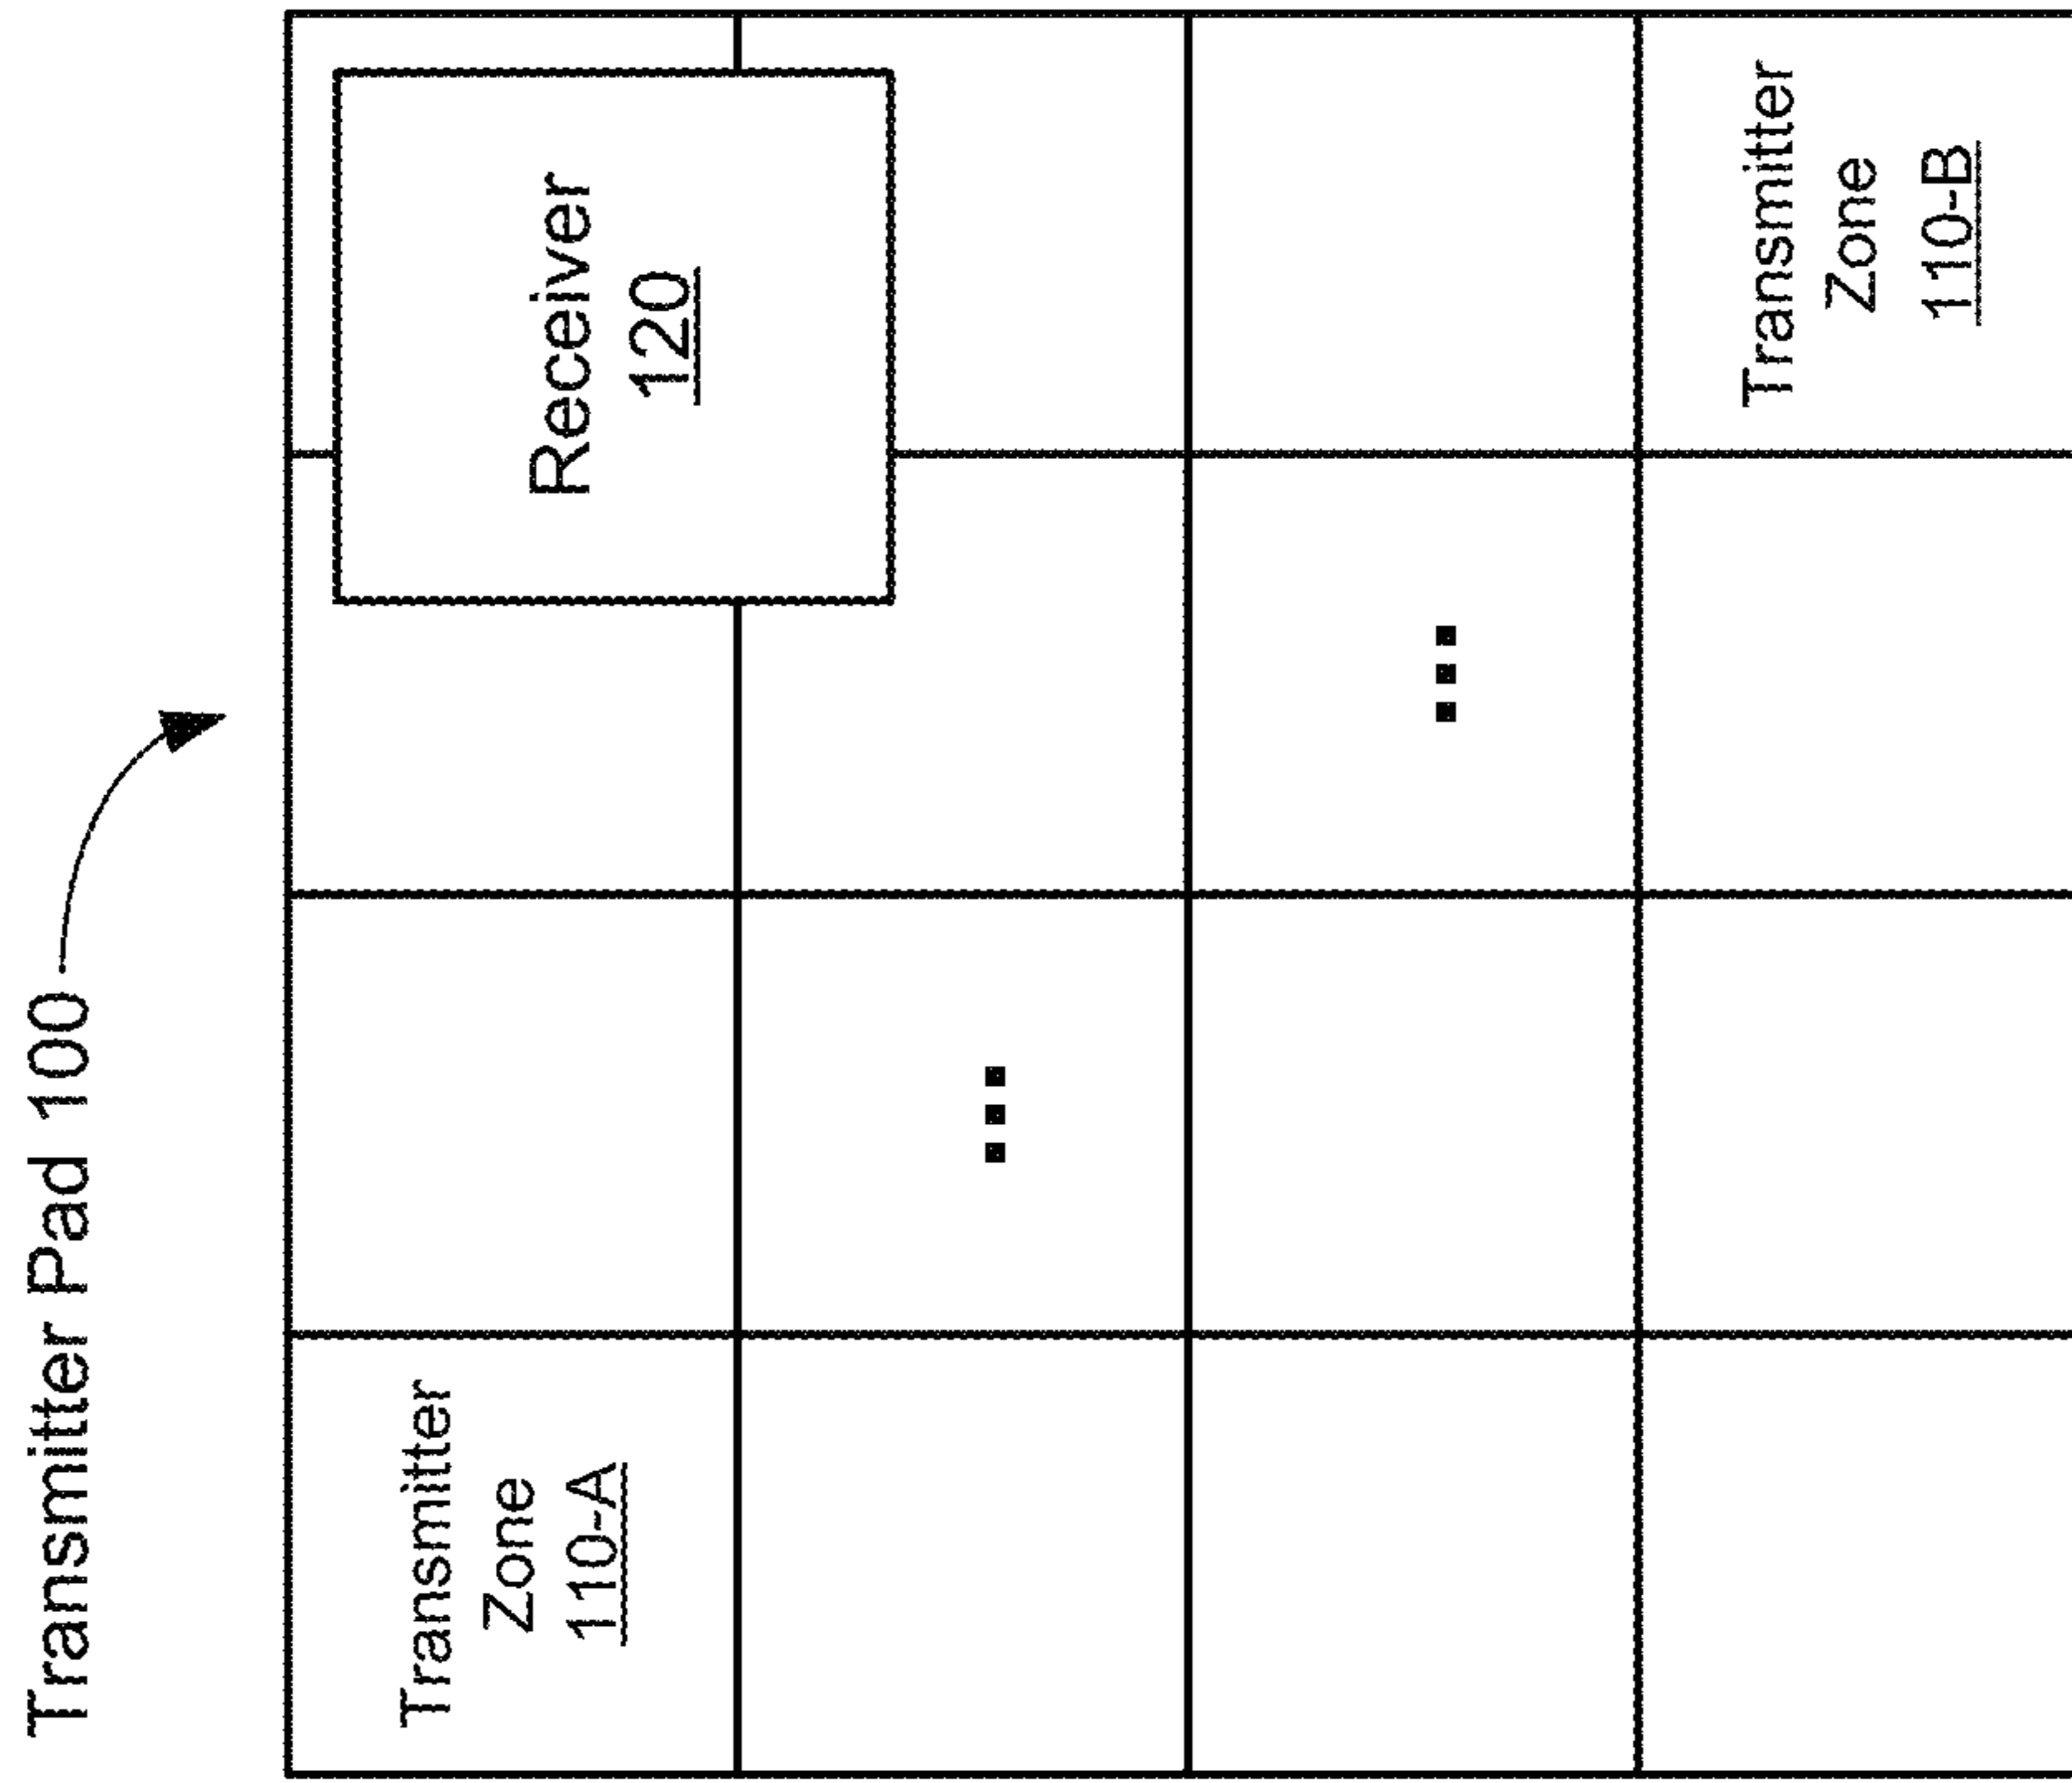 Transmitter Pad 100
Transmitter
Zone
110-A
Receiver
120
Transmitter
Zone
110-B